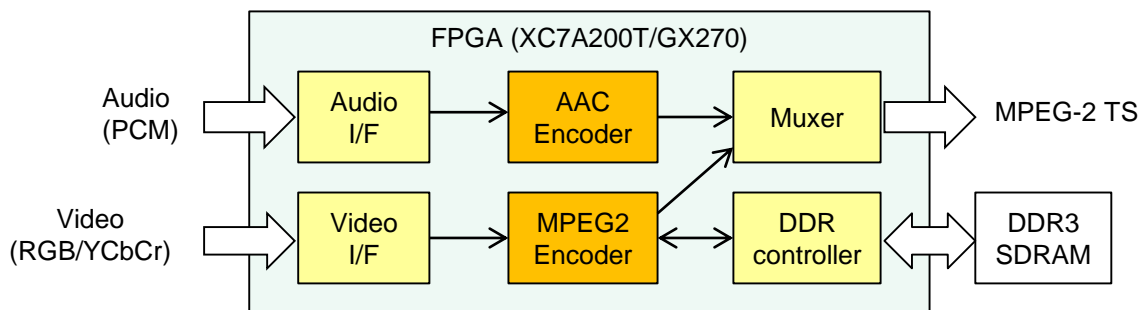 FPGA (XC7A200T/GX270)
Audio
(PCM)
Audio
I/F
AAC
Encoder
Muxer
MPEG-2 TS
Video
(RGB/YCbCr)
Video
I/F
MPEG2
Encoder
DDR
controller
DDR3
SDRAM